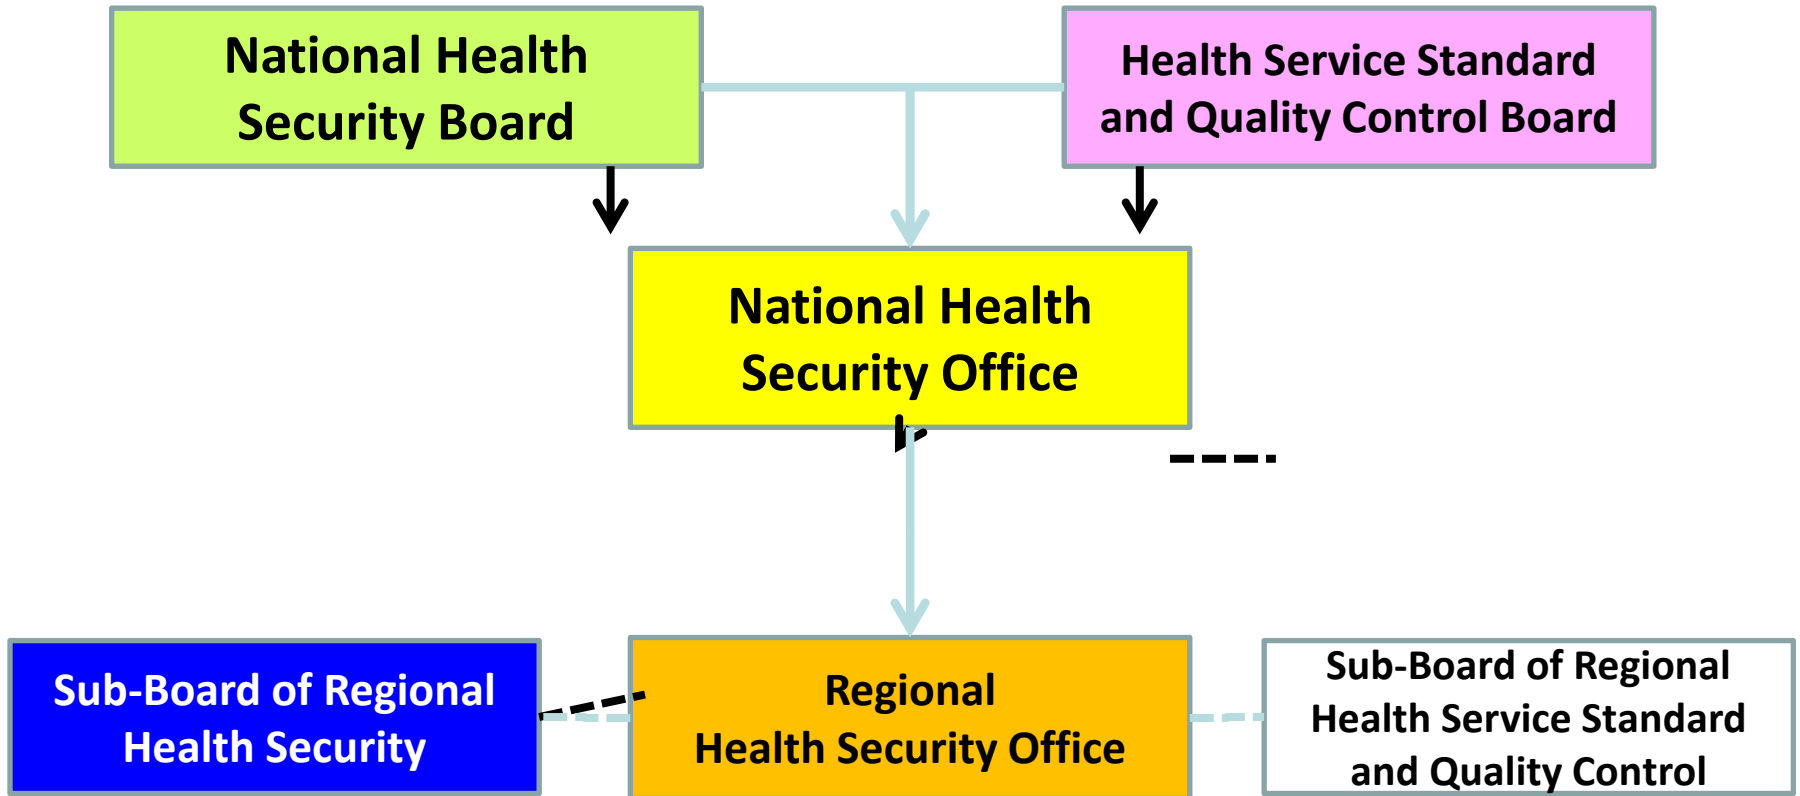 National Health
Security Board
Health Service Standard
and Quality Control Board
National Health
Security Office
Sub-Board of Regional
Health Security
Regional
Health Security Office
Sub-Board of Regional
Health Service Standard
and Quality Control